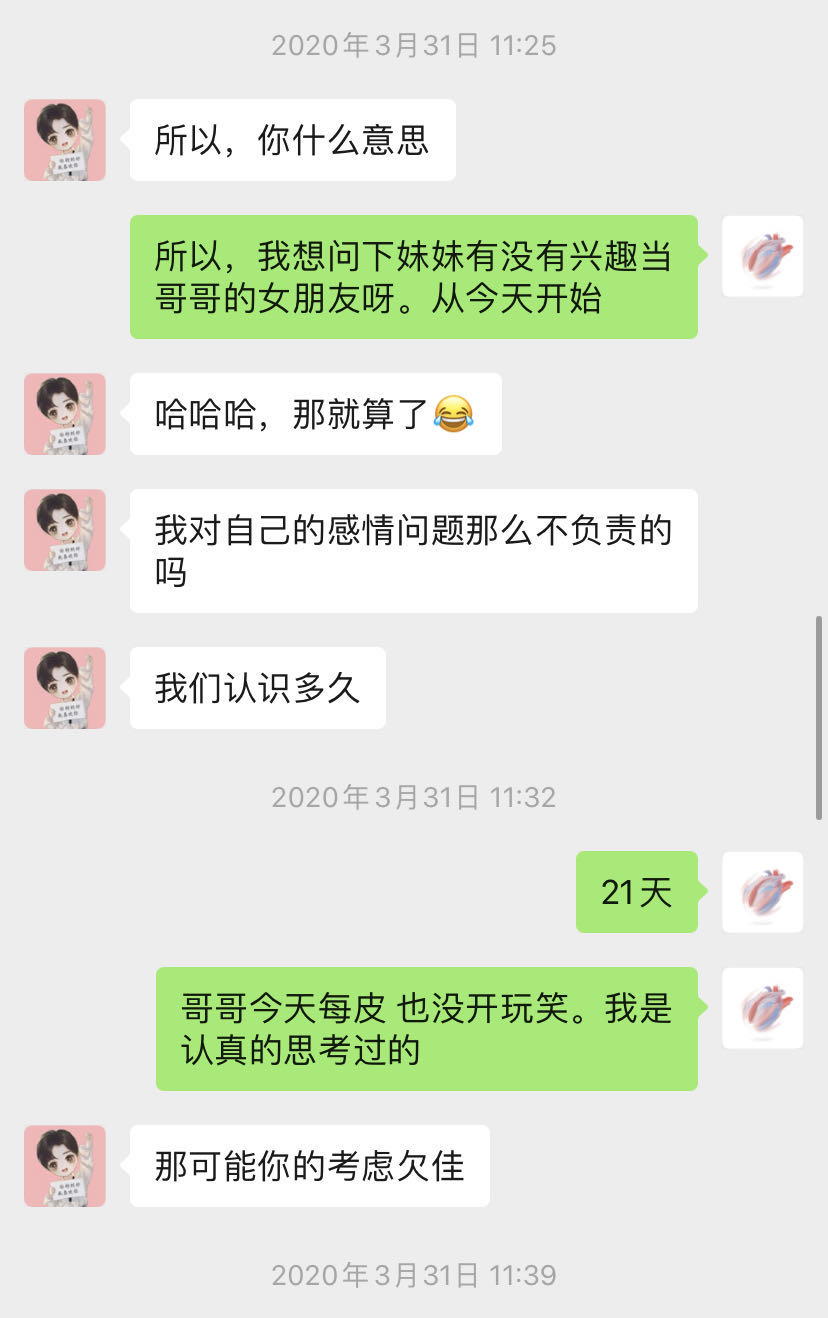 2020年3月31日 11:25
所以，你什么意思
所以，我想问下妹妹有没有兴趣当
哥哥的女朋友呀。从今天开始
哈哈哈，那就算了😂
我对自己的感情问题那么不负责的
吗
我们认识多久
2020年3月31日 11:32
21天
哥哥今天每皮 也没开玩笑。我是
认真的思考过的
那可能你的考虑欠佳
2020年3月31日 11:39